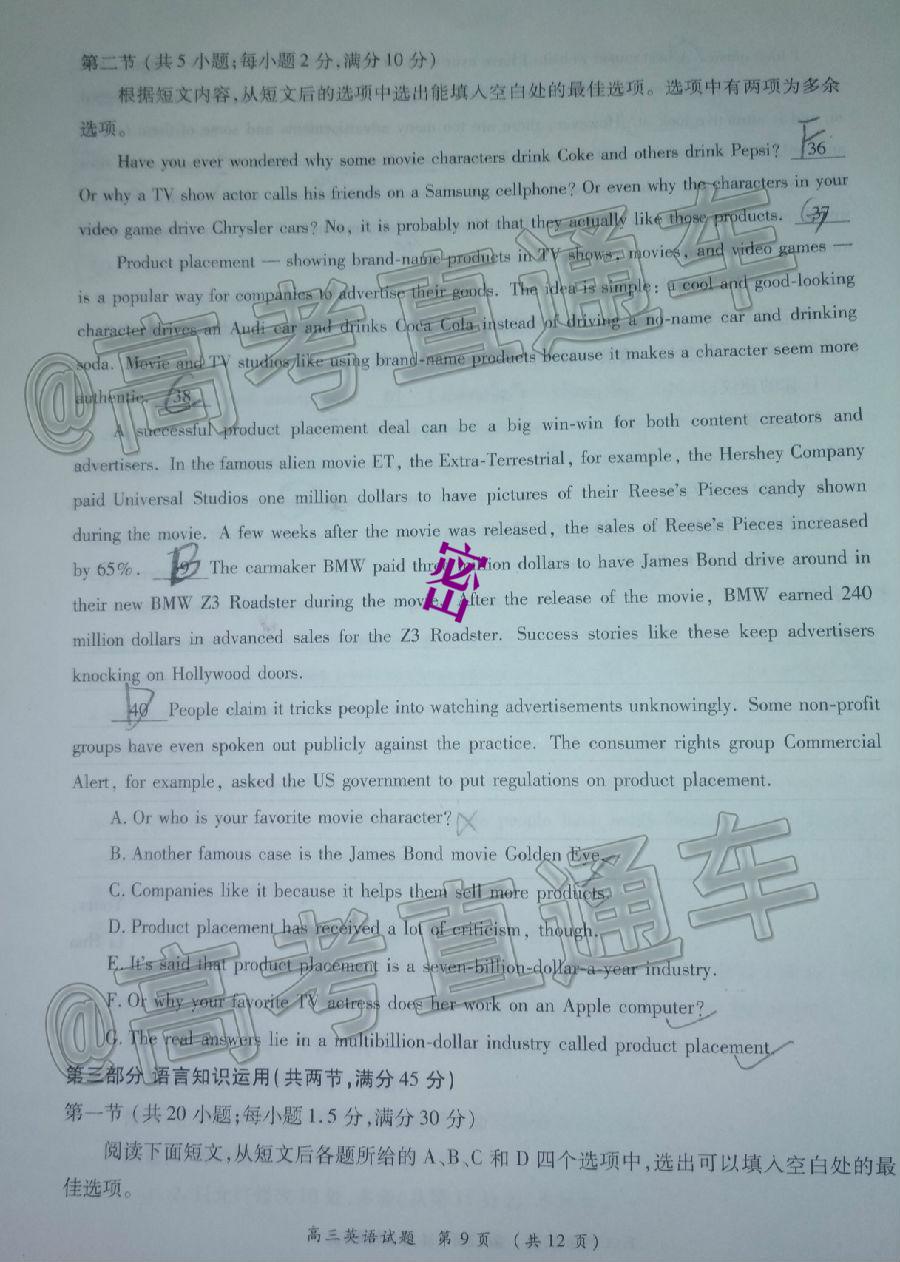 第二节(共5小题;每小题2分,满分10分)
根据短文内容,从短文后的选项中选出能填入空白处的最佳选项。选项中有两项为多余
选项。
Have you ever wondered why some movie characters drink Coke and others drink Pepsi? F 36
Or why a TV show actor calls his friends on a Samsung cellphone? Or even why the characters in your
video game drive Chrysler cars? No, it is probably not that they actually like those products. G 37
Product placement — showing brand-name products in TV shows, movies, and video games —
is a popular way for companies to advertise their goods. The idea is simple: a cool and good-looking
character drives an Audi car and drinks Coca Cola instead of driving a no-name car and drinking
soda. Movie and TV studios like using brand-name products because it makes a character seem more
authentic. C 38
A successful product placement deal can be a big win-win for both content creators and
advertisers. In the famous alien movie ET, the Extra-Terrestrial, for example, the Hershey Company
paid Universal Studios one million dollars to have pictures of their Reese's Pieces candy shown
during the movie. A few weeks after the movie was released, the sales of Reese's Pieces increased
by 65%. B 39 The carmaker BMW paid three million dollars to have James Bond drive around in
their new BMW Z3 Roadster during the movie. After the release of the movie, BMW earned 240
million dollars in advanced sales for the Z3 Roadster. Success stories like these keep advertisers
knocking on Hollywood doors.
D 40 People claim it tricks people into watching advertisements unknowingly. Some non-profit
groups have even spoken out publicly against the practice. The consumer rights group Commercial
Alert, for example, asked the US government to put regulations on product placement.
A. Or who is your favorite movie character?
B. Another famous case is the James Bond movie Golden Eye.
C. Companies like it because it helps them sell more products.
D. Product placement has received a lot of criticism, though.
E. It's said that product placement is a seven-billion-dollar-a-year industry.
F. Or why your favorite TV actress does her work on an Apple computer?
G. The real answers lie in a multibillion-dollar industry called product placement.
第三部分 语言知识运用(共两节,满分45分)
第一节(共20小题;每小题1.5分,满分30分)
阅读下面短文,从短文后各题所给的A、B、C和D四个选项中,选出可以填入空白处的最
佳选项。
高三英语试题 第9页 (共12页)
@高考直通车
@高考直通车
密